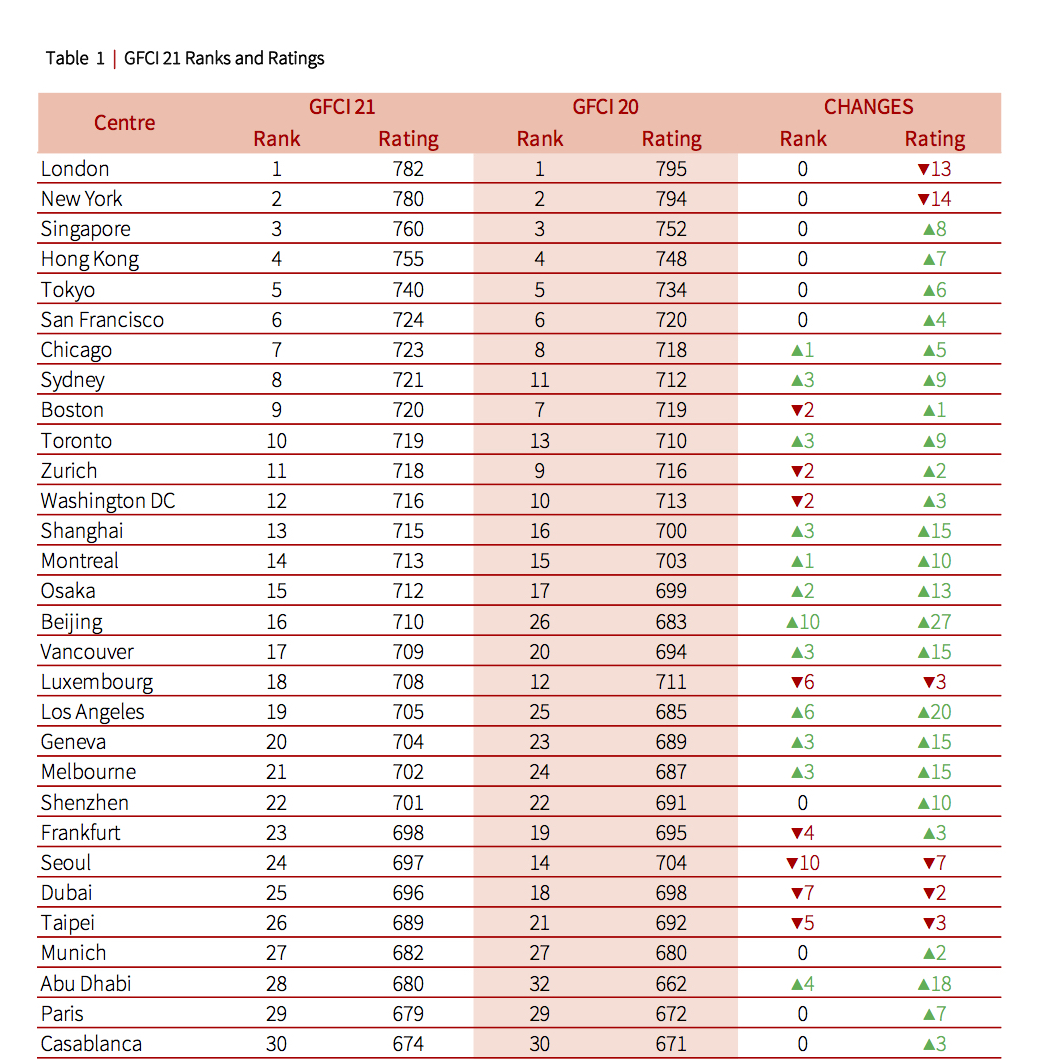 Table 1 | GFCI 21 Ranks and Ratings
Centre GFCI 21 GFCI 20 CHANGES
Rank Rating Rank Rating Rank Rating
London 1 782 1 795 0 ▼13
New York 2 780 2 794 0 ▼14
Singapore 3 760 3 752 0 ▲8
Hong Kong 4 755 4 748 0 ▲7
Tokyo 5 740 5 734 0 ▲6
San Francisco 6 724 6 720 0 ▲4
Chicago 7 723 8 718 ▲1 ▲5
Sydney 8 721 11 712 ▲3 ▲9
Boston 9 720 7 719 ▼2 ▲1
Toronto 10 719 13 710 ▲3 ▲9
Zurich 11 718 9 716 ▼2 ▲2
Washington DC 12 716 10 713 ▼2 ▲3
Shanghai 13 715 16 700 ▲3 ▲15
Montreal 14 713 15 703 ▲1 ▲10
Osaka 15 712 17 699 ▲2 ▲13
Beijing 16 710 26 683 ▲10 ▲27
Vancouver 17 709 20 694 ▲3 ▲15
Luxembourg 18 708 12 711 ▼6 ▼3
Los Angeles 19 705 25 685 ▲6 ▲20
Geneva 20 704 23 689 ▲3 ▲15
Melbourne 21 702 24 687 ▲3 ▲15
Shenzhen 22 701 22 691 0 ▲10
Frankfurt 23 698 19 695 ▼4 ▲3
Seoul 24 697 14 704 ▼10 ▼7
Dubai 25 696 18 698 ▼7 ▼2
Taipei 26 689 21 692 ▼5 ▼3
Munich 27 682 27 680 0 ▲2
Abu Dhabi 28 680 32 662 ▲4 ▲18
Paris 29 679 29 672 0 ▲7
Casablanca 30 674 30 671 0 ▲3